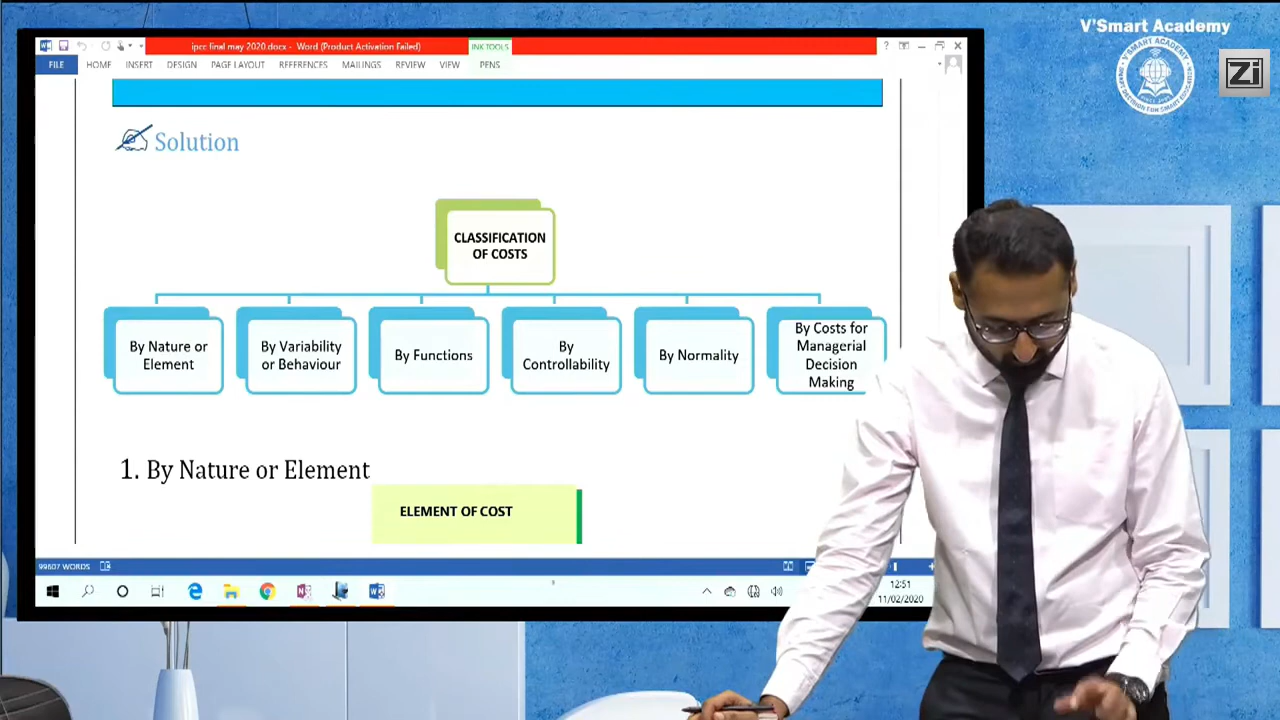 V'Smart Academy
ipcc final may 2020.docx - Word (Product Activation Failed)
INK TOOLS
FILE
HOME
INSERT
DESIGN
PAGE LAYOUT
REFERENCES
MAILINGS
REVIEW
VIEW
PENS
Zi
Solution
CLASSIFICATION
OF COSTS
By Nature or
Element
By Variability
or Behaviour
By Functions
By
Controllability
By Normality
By Costs for
Managerial
Decision
Making
1. By Nature or Element
ELEMENT OF COST
99607 WORDS
12:51
11/02/2020